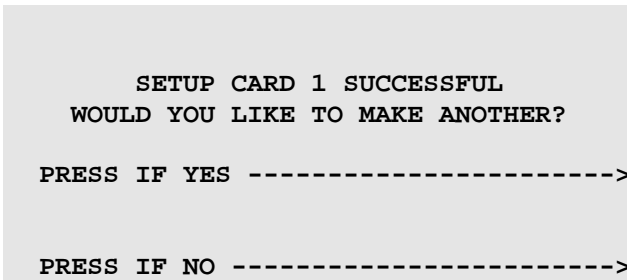 SETUP CARD 1 SUCCESSFUL
WOULD YOU LIKE TO MAKE ANOTHER?
PRESS IF YES ----------------------->
PRESS IF NO ------------------------>